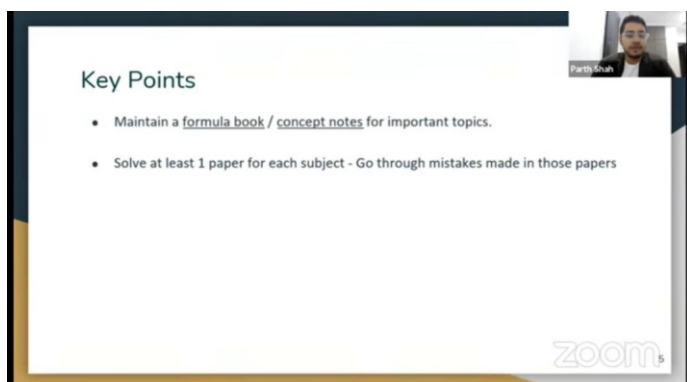 Parth Shah
Key Points
Maintain a formula book / concept notes for important topics.
Solve at least 1 paper for each subject - Go through mistakes made in those papers
zoom
5